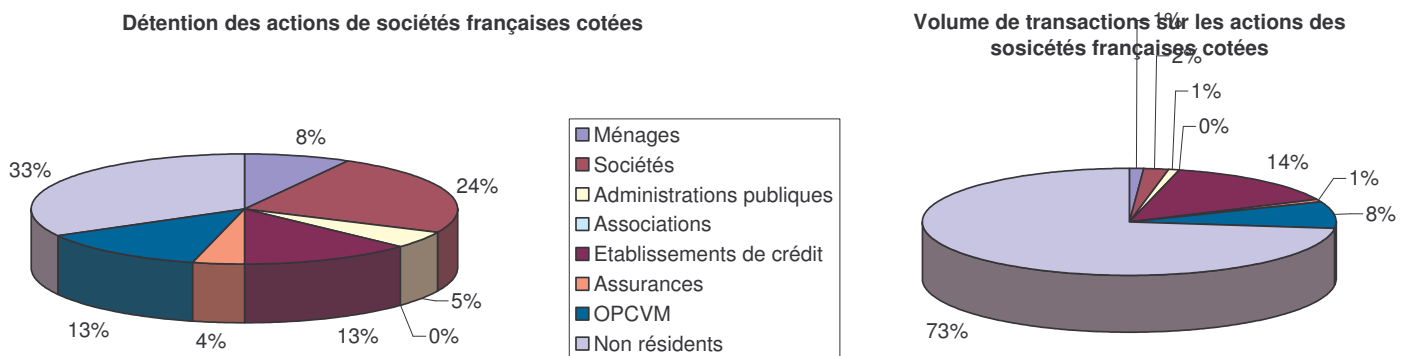 Détention des actions de sociétés françaises cotées
8%
24%
5%
0%
13%
4%
13%
33%
Ménages
Sociétés
Administrations publiques
Associations
Etablissements de crédit
Assurances
OPCVM
Non résidents
Volume de transactions sur les actions des
sosicétés françaises cotées
1%
2%
1%
0%
14%
1%
8%
73%